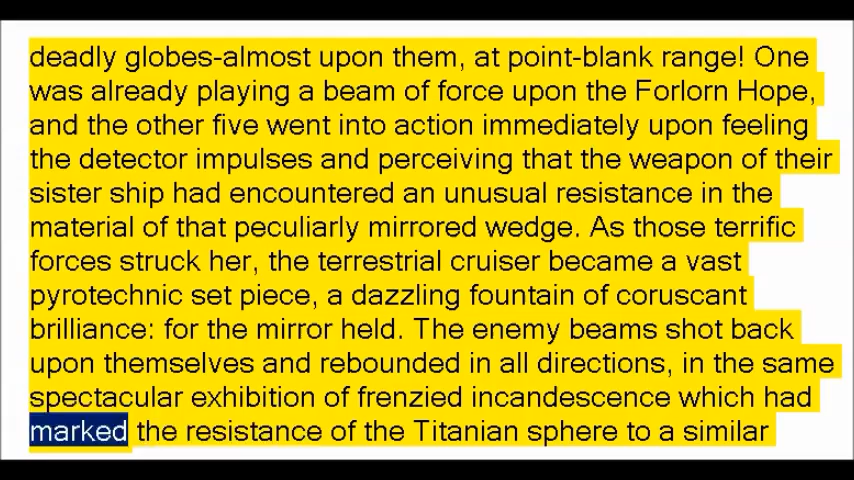 deadly globes-almost upon them, at point-blank range! One
was already playing a beam of force upon the Forlorn Hope,
and the other five went into action immediately upon feeling
the detector impulses and perceiving that the weapon of their
sister ship had encountered an unusual resistance in the
material of that peculiarly mirrored wedge. As those terrific
forces struck her, the terrestrial cruiser became a vast
pyrotechnic set piece, a dazzling fountain of coruscant
brilliance: for the mirror held. The enemy beams shot back
upon themselves and rebounded in all directions, in the same
spectacular exhibition of frenzied incandescence which had
marked the resistance of the Titanian sphere to a similar